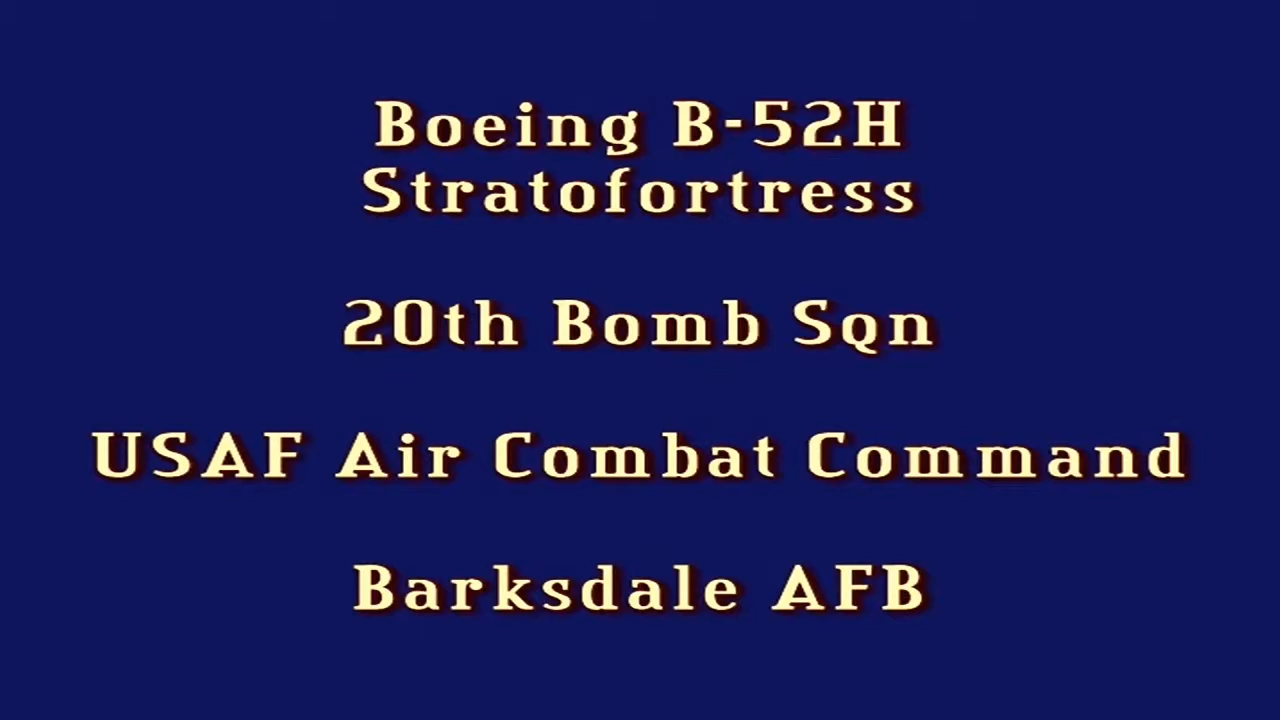 Boeing B-52H
Stratofortress
20th Bomb Sqn
USAF Air Combat Command
Barksdale AFB